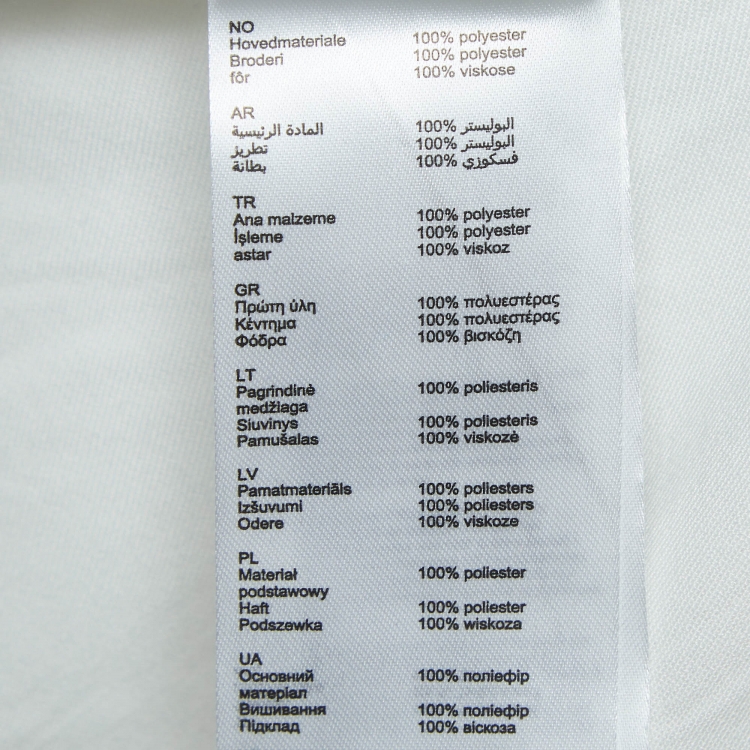 NO
Hovedmateriale 100% polyester
Broderi 100% polyester
fôr 100% viskose
AR
المادة الرئيسية 100% البوليستر
تطريز 100% البوليستر
بطانة 100% فسكوزي
TR
Ana malzeme 100% polyester
İşleme 100% polyester
astar 100% viskoz
GR
Πρώτη ύλη 100% πολυεστέρας
Κέντημα 100% πολυεστέρας
Φόδρα 100% βισκόζη
LT
Pagrindinė 100% poliesteris
medžiaga
Siuvinys 100% poliesteris
Pamušalas 100% viskozė
LV
Pamatmateriāls 100% poliesters
Izšuvumi 100% poliesters
Odere 100% viskoze
PL
Materiał 100% poliester
podstawowy
Haft 100% poliester
Podszewka 100% wiskoza
UA
Основний 100% поліефір
матеріал
Вишивання 100% поліефір
Підклад 100% віскоза